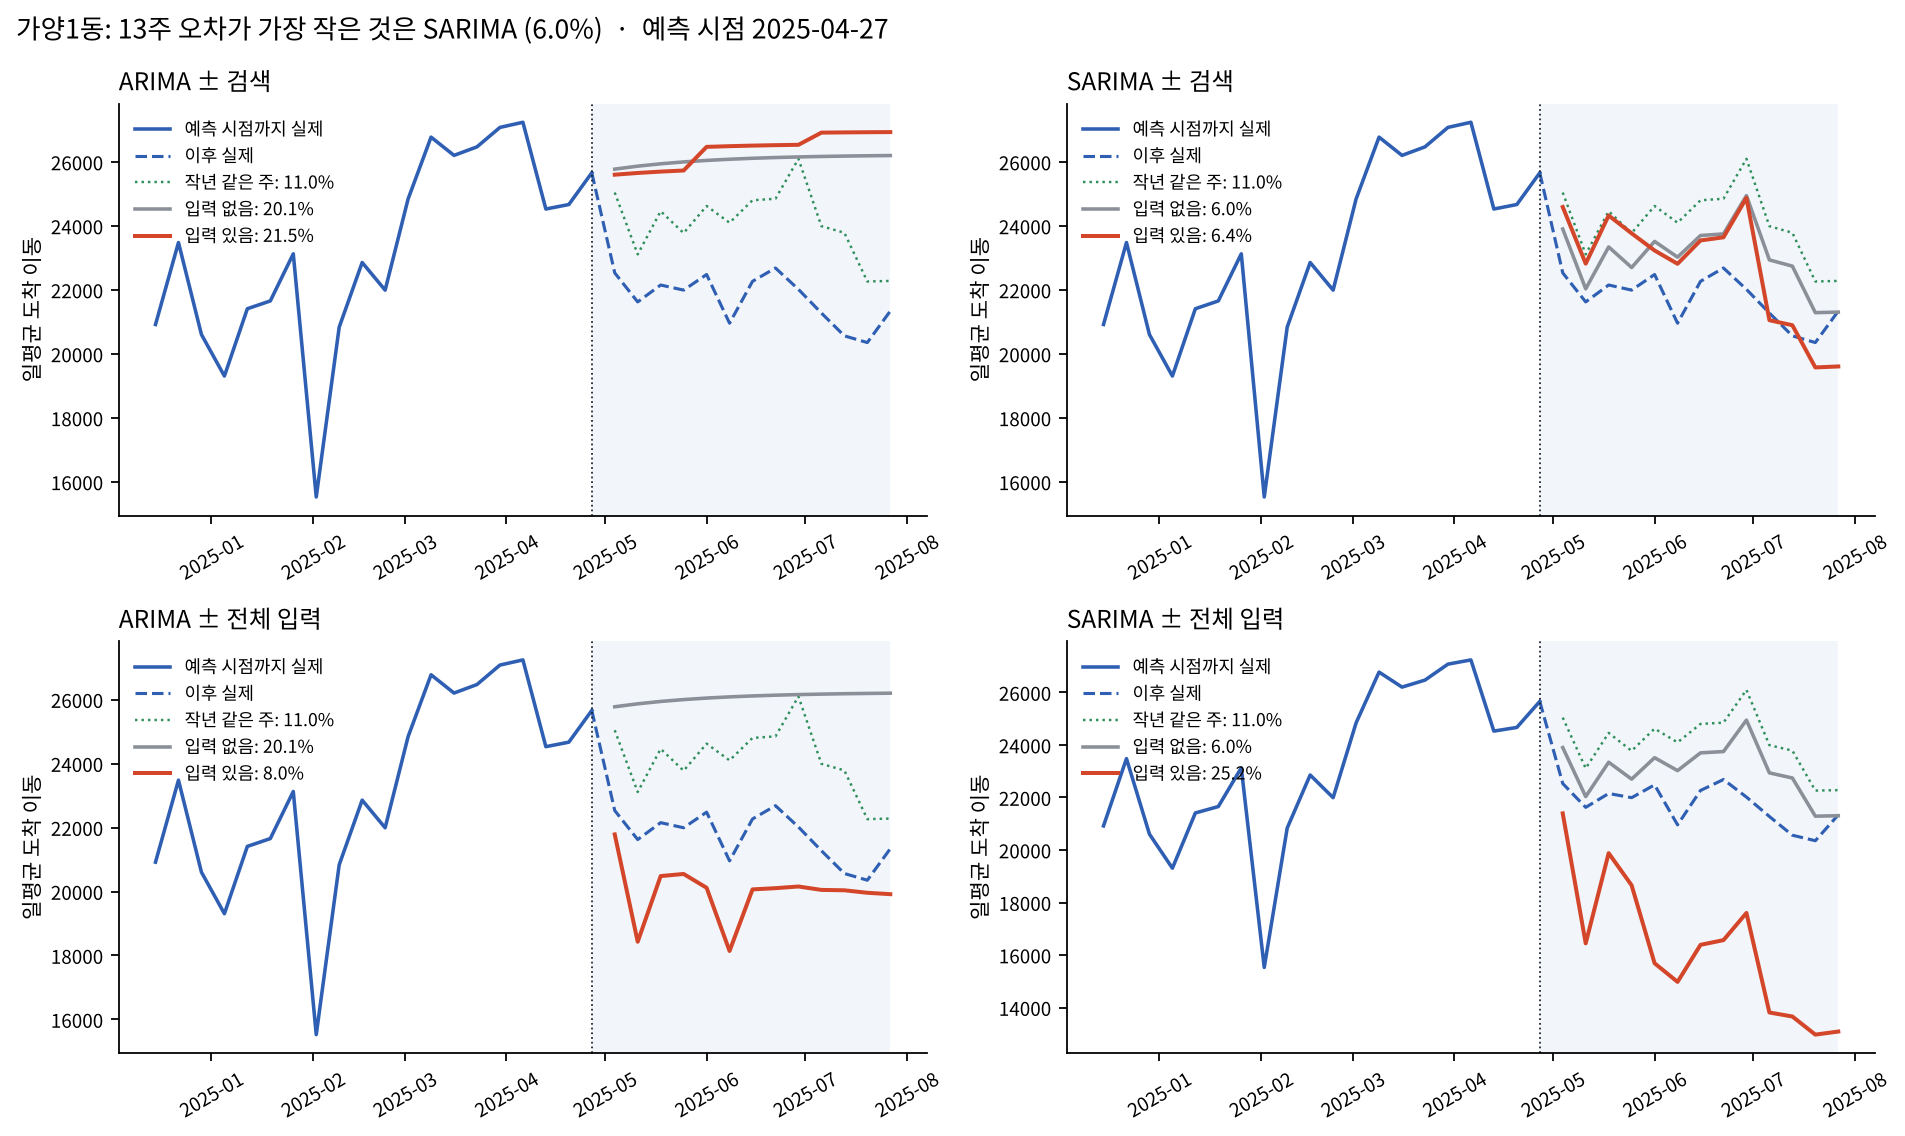 가양1동: 13주 오차가 가장 작은 것은 SARIMA (6.0%) · 예측 시점 2025-04-27
ARIMA ± 검색
예측 시점까지 실제
이후 실제
작년 같은 주: 11.0%
입력 없음: 20.1%
입력 있음: 21.5%
일평균 도착 이동
26000
24000
22000
20000
18000
16000
2025-01
2025-02
2025-03
2025-04
2025-05
2025-06
2025-07
2025-08
SARIMA ± 검색
예측 시점까지 실제
이후 실제
작년 같은 주: 11.0%
입력 없음: 6.0%
입력 있음: 6.4%
일평균 도착 이동
26000
24000
22000
20000
18000
16000
2025-01
2025-02
2025-03
2025-04
2025-05
2025-06
2025-07
2025-08
ARIMA ± 전체 입력
예측 시점까지 실제
이후 실제
작년 같은 주: 11.0%
입력 없음: 20.1%
입력 있음: 8.0%
일평균 도착 이동
26000
24000
22000
20000
18000
16000
2025-01
2025-02
2025-03
2025-04
2025-05
2025-06
2025-07
2025-08
SARIMA ± 전체 입력
예측 시점까지 실제
이후 실제
작년 같은 주: 11.0%
입력 없음: 6.0%
입력 있음: 25.2%
일평균 도착 이동
26000
24000
22000
20000
18000
16000
14000
2025-01
2025-02
2025-03
2025-04
2025-05
2025-06
2025-07
2025-08